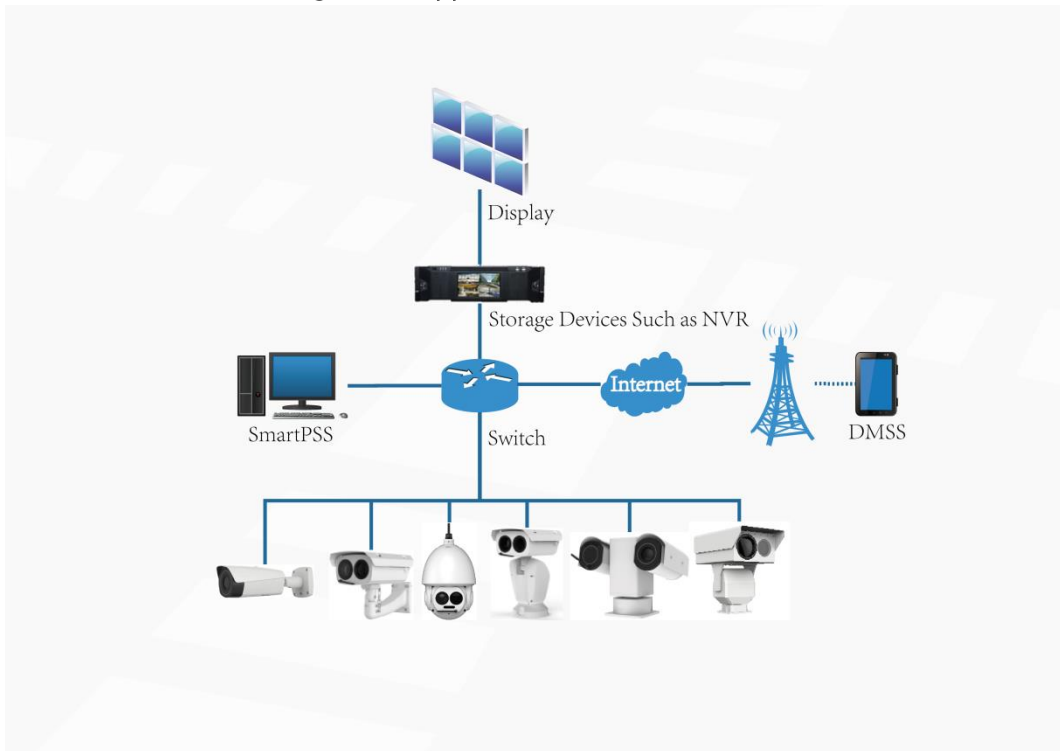 Display
Storage Devices Such as NVR
Internet
SmartPSS
Switch
DMSS